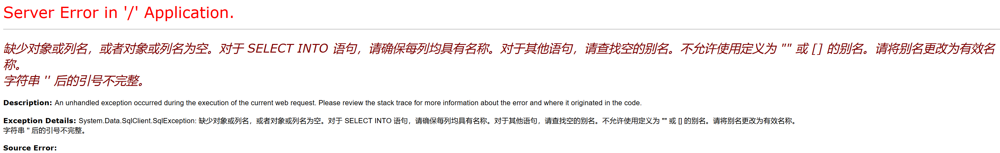 Server Error in '/' Application.
缺少对象或列名，或者对象或列名为空。对于 SELECT INTO 语句，请确保每列均具有名称。对于其他语句，请查找空的别名。不允许使用定义为 "" 或 [] 的别名。请将别名更改为有效名
称。
字符串 '' 后的引号不完整。
Description: An unhandled exception occurred during the execution of the current web request. Please review the stack trace for more information about the error and where it originated in the code.
Exception Details: System.Data.SqlClient.SqlException: 缺少对象或列名，或者对象或列名为空。对于 SELECT INTO 语句，请确保每列均具有名称。对于其他语句，请查找空的别名。不允许使用定义为 "" 或 [] 的别名。请将别名更改为有效名称。
字符串 '' 后的引号不完整。
Source Error: